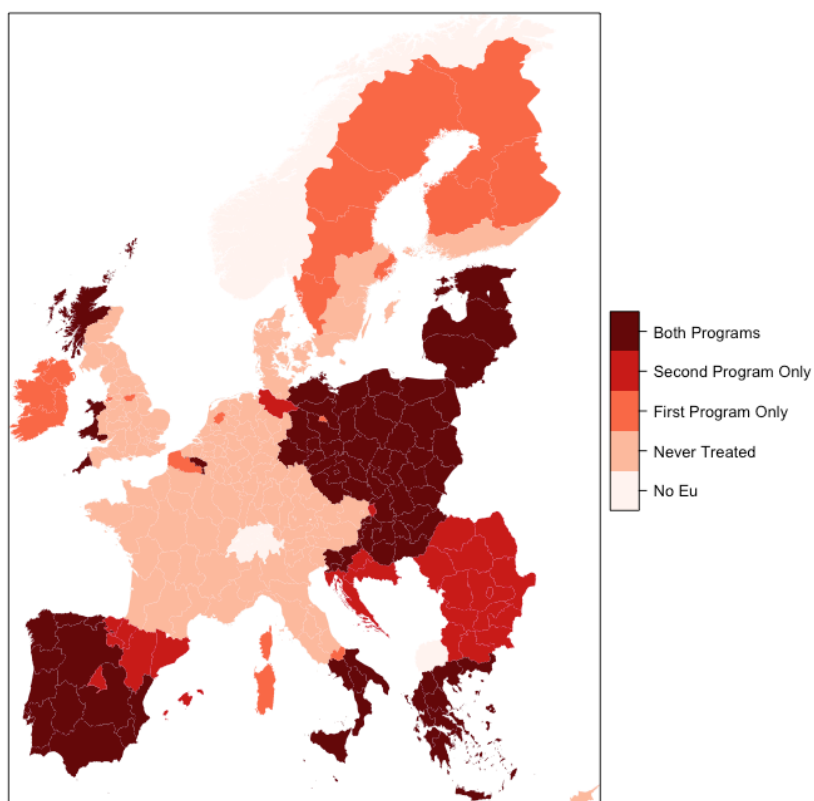 Both Programs
Second Program Only
First Program Only
Never Treated
No Eu